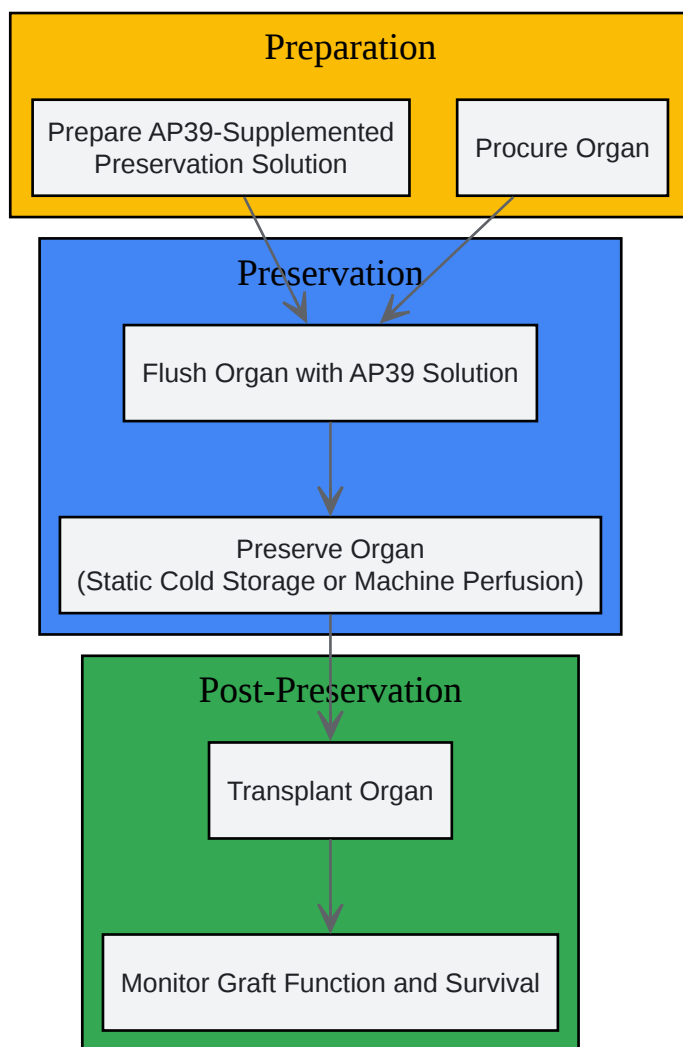 Preparation
Prepare AP39-Supplemented
Preservation Solution
Procure Organ
Preservation
Flush Organ with AP39 Solution
Preserve Organ
(Static Cold Storage or Machine Perfusion)
Post-Preservation
Transplant Organ
Monitor Graft Function and Survival